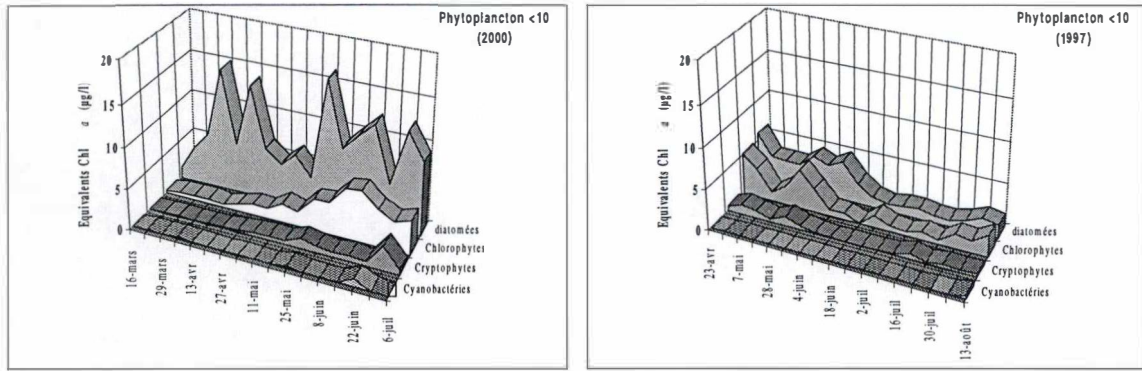 Phytoplancton <10
(2000)
20
15
10
5
0
Equivalents Chl a (µg/l)
16-mars
29-mars
13-avr
27-avr
11-mai
25-mai
8-juin
22-juin
6-juil
diatomées
Chlorophytes
Cryptophytes
Cyanobactéries
Phytoplancton <10
(1997)
20
15
10
5
0
Equivalents Chl a (µg/l)
23-avr
7-mai
28-mai
4-juin
18-juin
2-juil
16-juil
30-juil
13-août
diatomées
Chlorophytes
Cryptophytes
Cyanobactéries